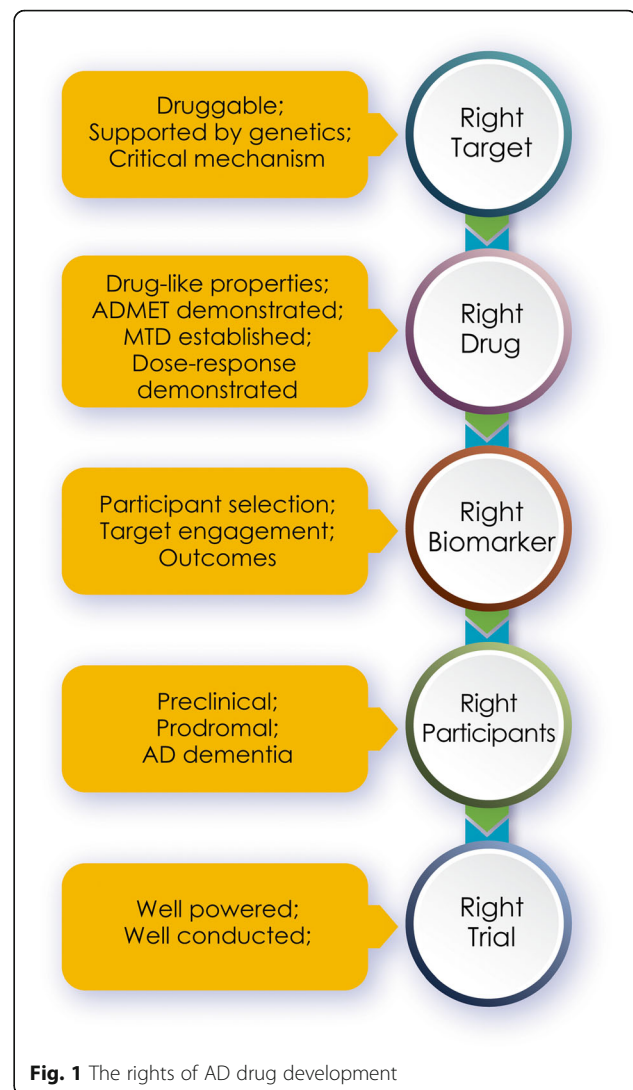 Druggable;
Supported by genetics;
Critical mechanism
Right
Target
Drug-like properties;
ADMET demonstrated;
MTD established;
Dose-response
demonstrated
Right
Drug
Participant selection;
Target engagement;
Outcomes
Right
Biomarker
Preclinical;
Prodromal;
AD dementia
Right
Participants
Well powered;
Well conducted;
Right
Trial
Fig. 1 The rights of AD drug development